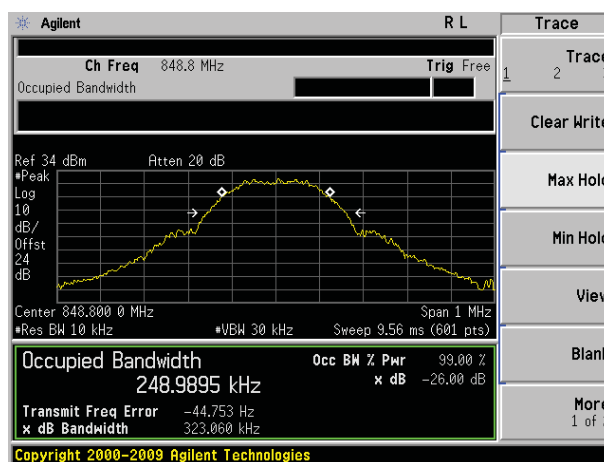 Agilent R L Trace
Ch Freq 848.8 MHz Trig Free
Occupied Bandwidth
Trace
1 2
Clear Write
Max Hold
Min Hold
View
Blank
More
1 of
Ref 34 dBm Atten 20 dB
#Peak
Log
10
dB/
Offst
24
dB
Center 848.800 0 MHz Span 1 MHz
#Res BW 10 kHz #VBW 30 kHz Sweep 9.56 ms (601 pts)
Occupied Bandwidth Occ BW % Pwr 99.00 %
248.9895 kHz x dB -26.00 dB
Transmit Freq Error -44.753 Hz
x dB Bandwidth 323.060 kHz
Copyright 2000-2009 Agilent Technologies